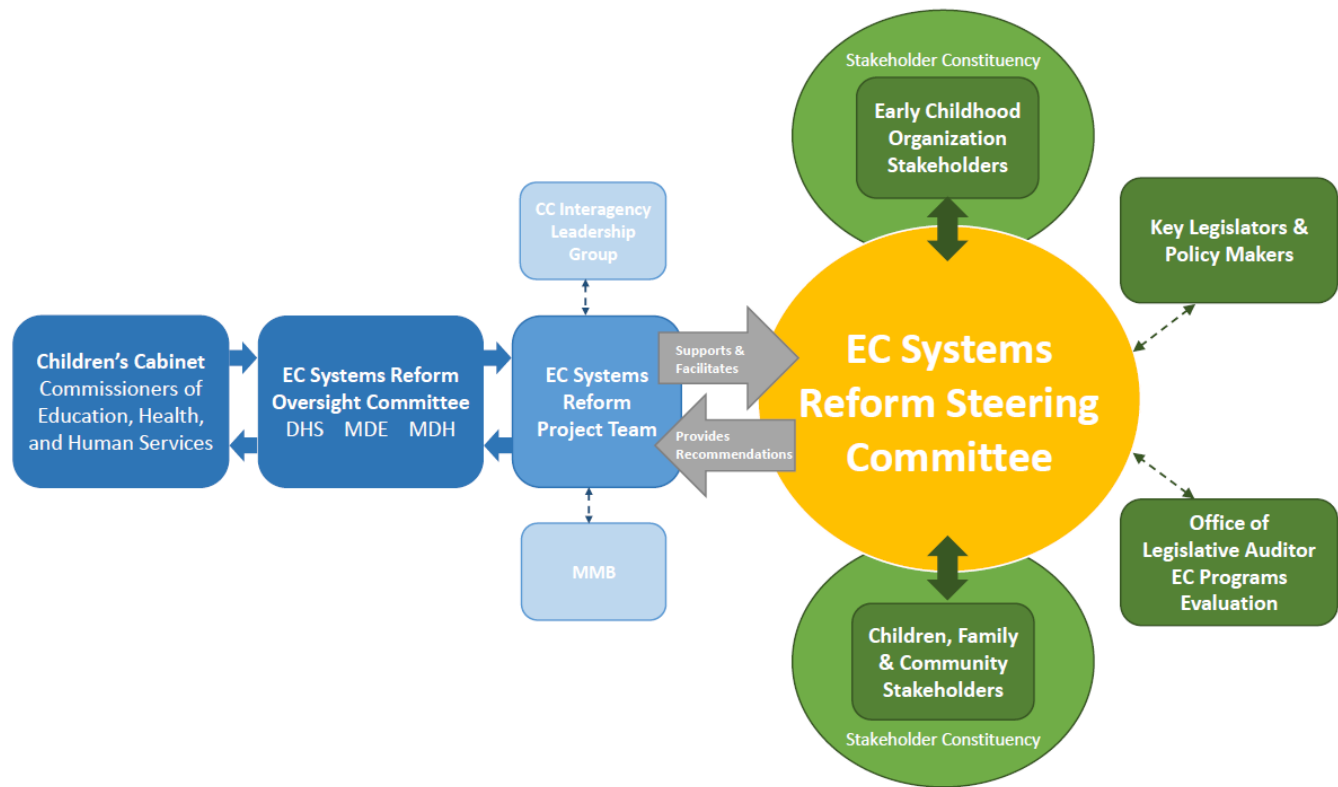 Stakeholder Constituency
Early Childhood
Organization
Stakeholders
CC Interagency
Leadership
Group
Key Legislators &
Policy Makers
Children's Cabinet
Commissioners of
Education, Health,
and Human Services
EC Systems Reform
Oversight Committee
DHS MDE MDH
EC Systems
Reform
Project Team
Supports &
Facilitates
Provides
Recommendations
EC Systems
Reform Steering
Committee
MMB
Office of
Legislative Auditor
EC Programs
Evaluation
Children, Family
& Community
Stakeholders
Stakeholder Constituency